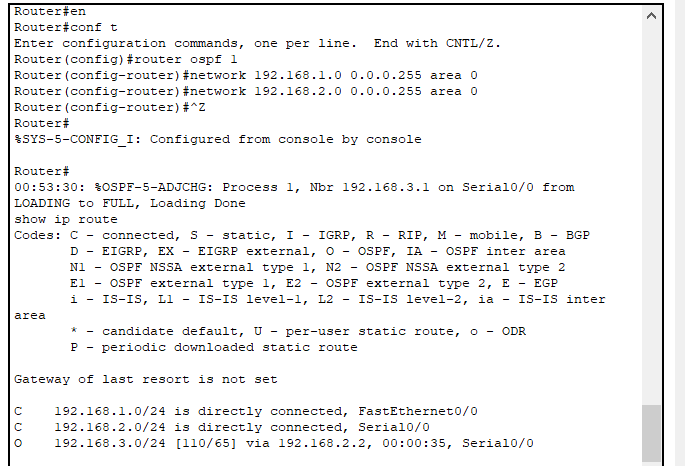 Router#en
Router#conf t
Enter configuration commands, one per line.  End with CNTL/Z.
Router(config)#router ospf 1
Router(config-router)#network 192.168.1.0 0.0.0.255 area 0
Router(config-router)#network 192.168.2.0 0.0.0.255 area 0
Router(config-router)#^Z
Router#
%SYS-5-CONFIG_I: Configured from console by console
Router#
00:53:30: %OSPF-5-ADJCHG: Process 1, Nbr 192.168.3.1 on Serial0/0 from
LOADING to FULL, Loading Done
show ip route
Codes: C - connected, S - static, I - IGRP, R - RIP, M - mobile, B - BGP
D - EIGRP, EX - EIGRP external, O - OSPF, IA - OSPF inter area
N1 - OSPF NSSA external type 1, N2 - OSPF NSSA external type 2
E1 - OSPF external type 1, E2 - OSPF external type 2, E - EGP
i - IS-IS, L1 - IS-IS level-1, L2 - IS-IS level-2, ia - IS-IS inter
area
* - candidate default, U - per-user static route, o - ODR
P - periodic downloaded static route
Gateway of last resort is not set
C    192.168.1.0/24 is directly connected, FastEthernet0/0
C    192.168.2.0/24 is directly connected, Serial0/0
O    192.168.3.0/24 [110/65] via 192.168.2.2, 00:00:35, Serial0/0